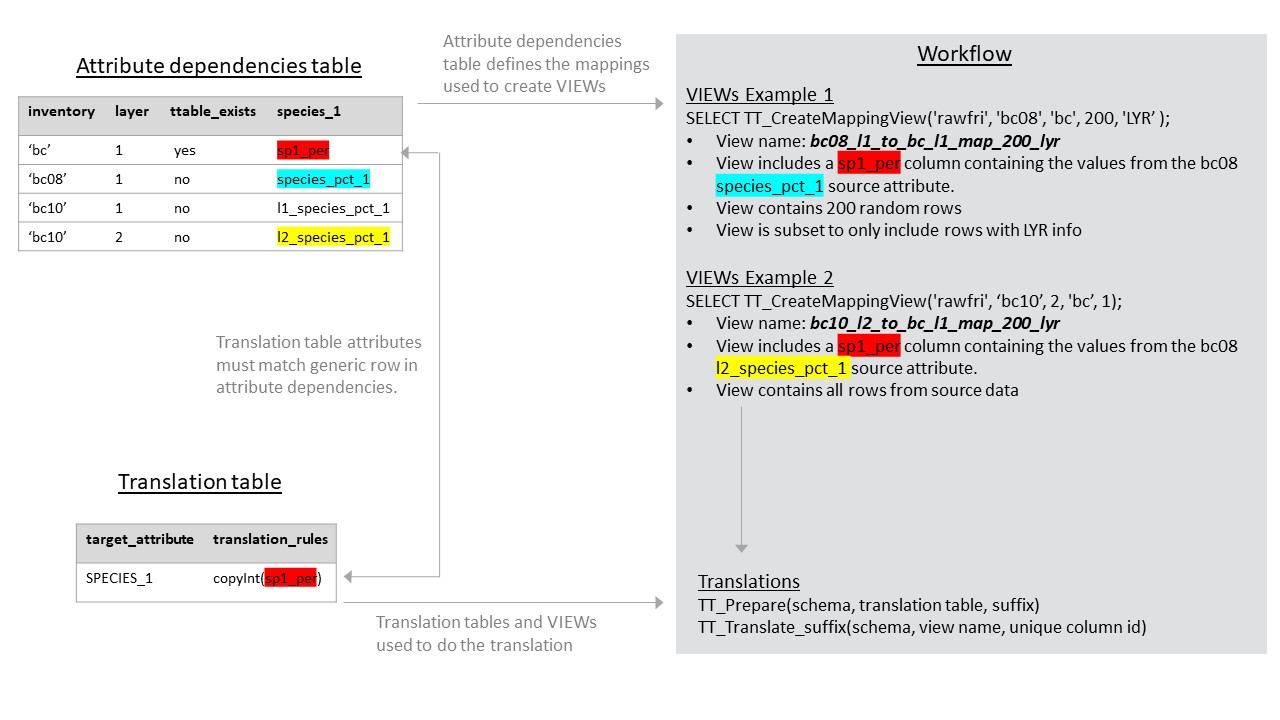 Attribute dependencies table
inventory layer ttable_exists species_1
‘bc’ 1 yes sp1_per
‘bc08’ 1 no species_pct_1
‘bc10’ 1 no l1_species_pct_1
‘bc10’ 2 no l2_species_pct_1
Attribute dependencies
table defines the mappings
used to create VIEWs
Translation table attributes
must match generic row in
attribute dependencies.
Translation table
target_attribute translation_rules
SPECIES_1 copyInt(sp1_per)
Translation tables and VIEWs
used to do the translation
Workflow
VIEWs Example 1
SELECT TT_CreateMappingView('rawfri', 'bc08', 'bc', 200, 'LYR’ );
• View name: bc08_l1_to_bc_l1_map_200_lyr
• View includes a sp1_per column containing the values from the bc08
species_pct_1 source attribute.
• View contains 200 random rows
• View is subset to only include rows with LYR info
VIEWs Example 2
SELECT TT_CreateMappingView('rawfri', ‘bc10’, 2, 'bc’, 1);
• View name: bc10_l2_to_bc_l1_map_200_lyr
• View includes a sp1_per column containing the values from the bc08
l2_species_pct_1 source attribute.
• View contains all rows from source data
Translations
TT_Prepare(schema, translation table, suffix)
TT_Translate_suffix(schema, view name, unique column id)